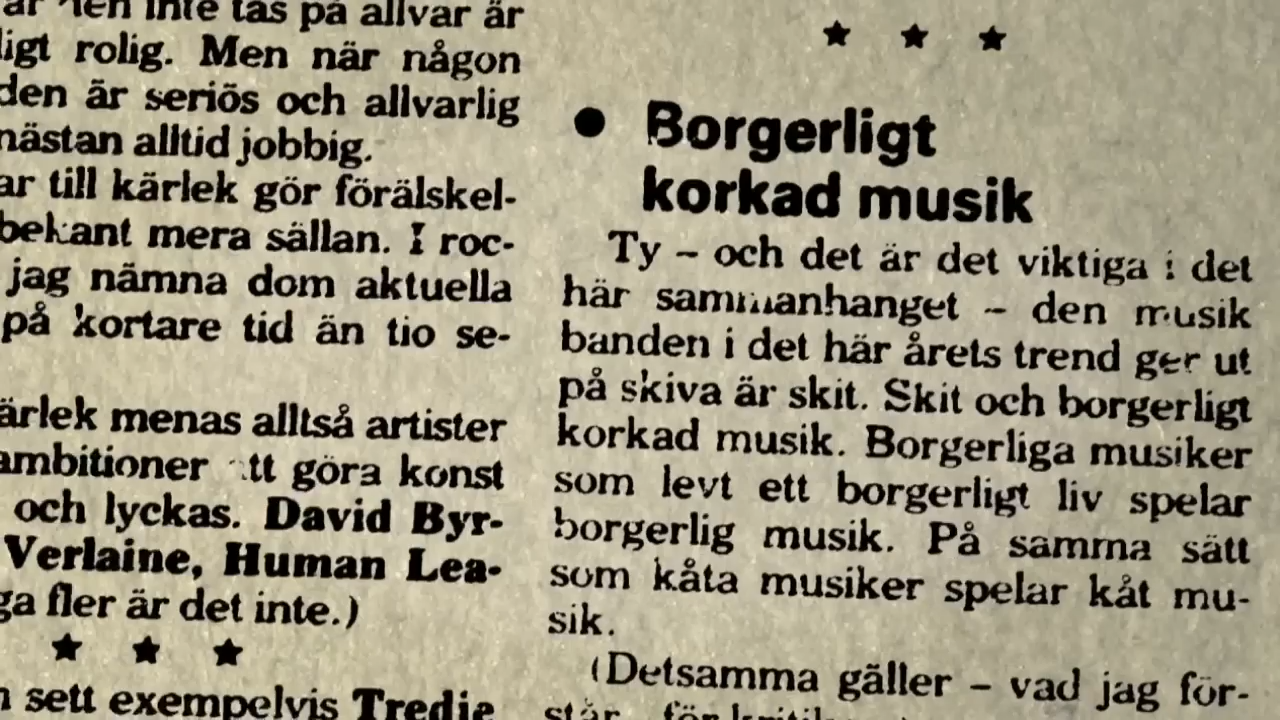 inte tas på allvar är
ligt rolig. Men när någon
den är seriös och allvarlig
nästan alltid jobbig.
ar till kärlek gör förälskel-
bekant mera sällan. I roc-
jag nämna dom aktuella
på kortare tid än tio se-
ärlek menas alltså artister
ambitioner att göra konst
och lyckas. David Byr-
Verlaine, Human Lea-
ga fler är det inte.)
★ ★ ★
n sett exempelvis Tredje
★ ★ ★
● Borgerligt
korkad musik
Ty – och det är det viktiga i det
här sammanhanget – den musik
banden i det här årets trend ger ut
på skiva är skit. Skit och borgerligt
korkad musik. Borgerliga musiker
som levt ett borgerligt liv spelar
borgerlig musik. På samma sätt
som kåta musiker spelar kåt mu-
sik.
(Detsamma gäller – vad jag för-
står, för